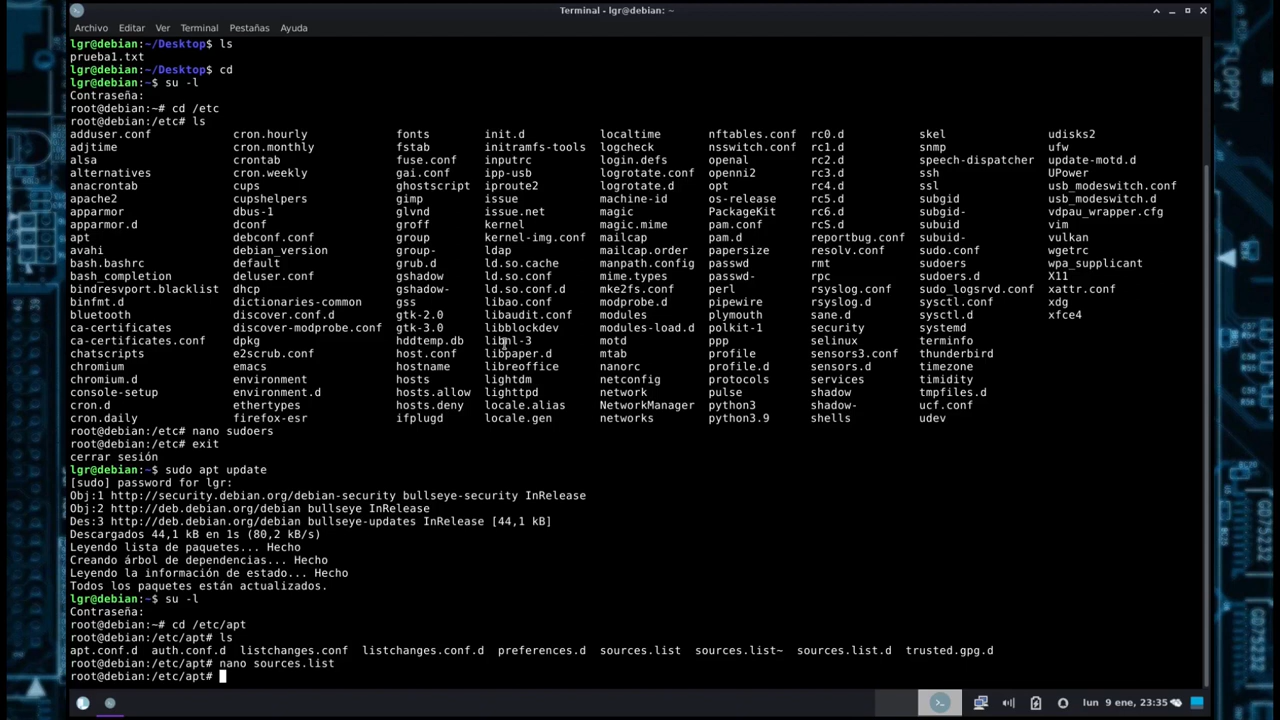 Terminal - lgr@debian: ~
Archivo Editar Ver Terminal Pestañas Ayuda
lgr@debian:~/Desktop$ ls
prueba1.txt
lgr@debian:~/Desktop$ cd
lgr@debian:~$ su -l
Contraseña:
root@debian:~# cd /etc
root@debian:/etc# ls
adduser.conf cron.hourly fonts init.d localtime nftables.conf rc0.d skel udisks2
adjtime cron.monthly fstab initramfs-tools logcheck nsswitch.conf rc1.d snmp ufw
alsa crontab fuse.conf inputrc login.defs openal rc2.d speech-dispatcher update-motd.d
alternatives cron.weekly gai.conf ipp-usb logrotate.conf openni2 rc3.d ssh UPower
anacrontab cups ghostscript iproute2 logrotate.d opt rc4.d ssl usb_modeswitch.conf
apache2 cupshelpers gimp issue machine-id os-release rc5.d subgid usb_modeswitch.d
apparmor dbus-1 glvnd issue.net magic PackageKit rc6.d subgid- vdpau_wrapper.cfg
apparmor.d dconf groff kernel magic.mime pam.conf rcS.d subuid vim
apt debconf.conf group kernel-img.conf mailcap pam.d reportbug.conf subuid- vulkan
avahi debian_version group- ldap mailcap.order papersize resolv.conf sudo.conf wgetrc
bash.bashrc default grub.d ld.so.cache manpath.config passwd rmt sudoers wpa_supplicant
bash_completion deluser.conf gshadow ld.so.conf mime.types passwd- rpc sudoers.d X11
bindresvport.blacklist dhcp gshadow- ld.so.conf.d mke2fs.conf perl rsyslog.conf sudo_logsrvd.conf xattr.conf
binfmt.d dictionaries-common gss libao.conf modprobe.d pipewire rsyslog.d sysctl.conf xdg
bluetooth discover.conf.d gtk-2.0 libaudit.conf modules plymouth sane.d sysctl.d xfce4
ca-certificates discover-modprobe.conf gtk-3.0 libblockdev modules-load.d polkit-1 security systemd
ca-certificates.conf dpkg hddtemp.db libnl-3 motd ppp selinux terminfo
chatscripts e2scrub.conf host.conf libpaper.d mtab profile sensors3.conf thunderbird
chromium emacs hostname libreoffice nanorc profile.d sensors.d timezone
chromium.d environment hosts lightdm netconfig protocols services timidity
console-setup environment.d hosts.allow lighttpd network pulse shadow tmpfiles.d
cron.d ethertypes hosts.deny locale.alias NetworkManager python3 shadow- ucf.conf
cron.daily firefox-esr ifplugd locale.gen networks python3.9 shells udev
root@debian:/etc# nano sudoers
root@debian:/etc# exit
cerrar sesión
lgr@debian:~$ sudo apt update
[sudo] password for lgr:
Obj:1 http://security.debian.org/debian-security bullseye-security InRelease
Obj:2 http://deb.debian.org/debian bullseye InRelease
Des:3 http://deb.debian.org/debian bullseye-updates InRelease [44,1 kB]
Descargados 44,1 kB en 1s (80,2 kB/s)
Leyendo lista de paquetes... Hecho
Creando árbol de dependencias... Hecho
Leyendo la información de estado... Hecho
Todos los paquetes están actualizados.
lgr@debian:~$ su -l
Contraseña:
root@debian:~# cd /etc/apt
root@debian:/etc/apt# ls
apt.conf.d auth.conf.d listchanges.conf listchanges.conf.d preferences.d sources.list sources.list~ sources.list.d trusted.gpg.d
root@debian:/etc/apt# nano sources.list
root@debian:/etc/apt#
lun 9 ene, 23:35
FLOPPY
CD75232